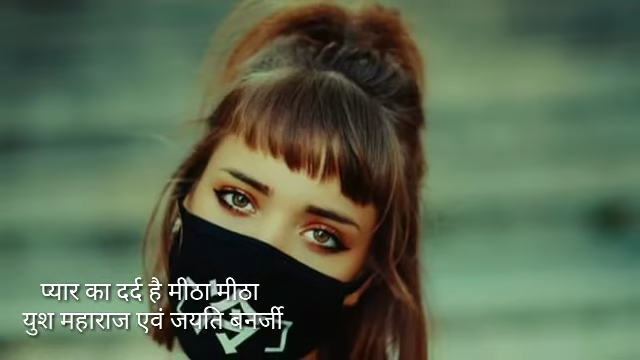 प्यार का दर्द है मीठा मीठा
युश महाराज एवं जयति बनर्जी